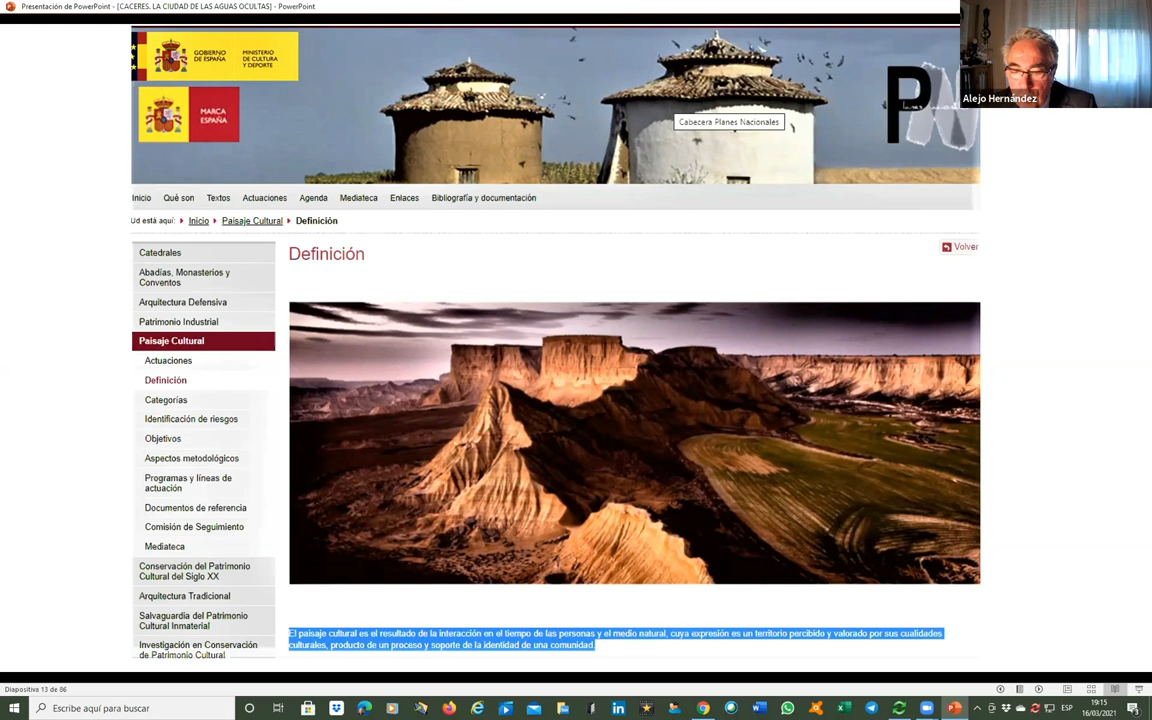 Presentación de PowerPoint - [CACERES. LA CIUDAD DE LAS AGUAS OCULTAS] - PowerPoint
GOBIERNO DE ESPAÑA
MINISTERIO DE CULTURA Y DEPORTE
MARCA ESPAÑA
Cabecera Planes Nacionales
PN
Alejo Hernández
Inicio Qué son Textos Actuaciones Agenda Mediateca Enlaces Bibliografía y documentación
Ud está aquí: Inicio Paisaje Cultural Definición
Definición
Volver
Catedrales
Abadías, Monasterios y
Conventos
Arquitectura Defensiva
Patrimonio Industrial
Paisaje Cultural
Actuaciones
Definición
Categorías
Identificación de riesgos
Objetivos
Aspectos metodológicos
Programas y líneas de
actuación
Documentos de referencia
Comisión de Seguimiento
Mediateca
Conservación del Patrimonio
Cultural del Siglo XX
Arquitectura Tradicional
Salvaguardia del Patrimonio
Cultural Inmaterial
Investigación en Conservación
de Patrimonio Cultural
El paisaje cultural es el resultado de la interacción en el tiempo de las personas y el medio natural, cuya expresión es un territorio percibido y valorado por sus cualidades
culturales, producto de un proceso y soporte de la identidad de una comunidad.
Diapositiva 13 de 86
Escribe aquí para buscar
ESP
19:15
16/03/2021